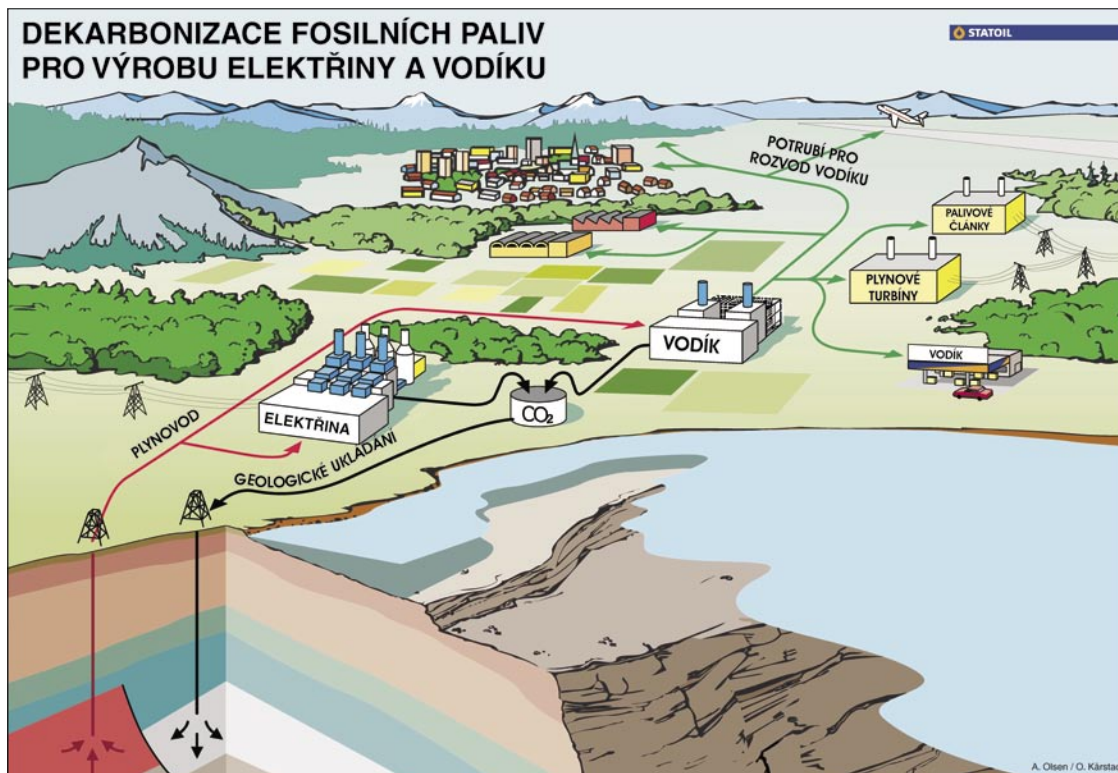 DEKARBONIZACE FOSILNÍCH PALIV
PRO VÝROBU ELEKTŘINY A VODÍKU
STATOIL
POTRUBÍ PRO
ROZVOD VODÍKU
PALIVOVÉ
ČLÁNKY
PLYNOVÉ
TURBÍNY
VODÍK
VODÍK
ELEKTŘINA
CO₂
PLYNOVOD
GEOLOGICKÉ UKLÁDÁNÍ
A. Olsen / O. Kårstad